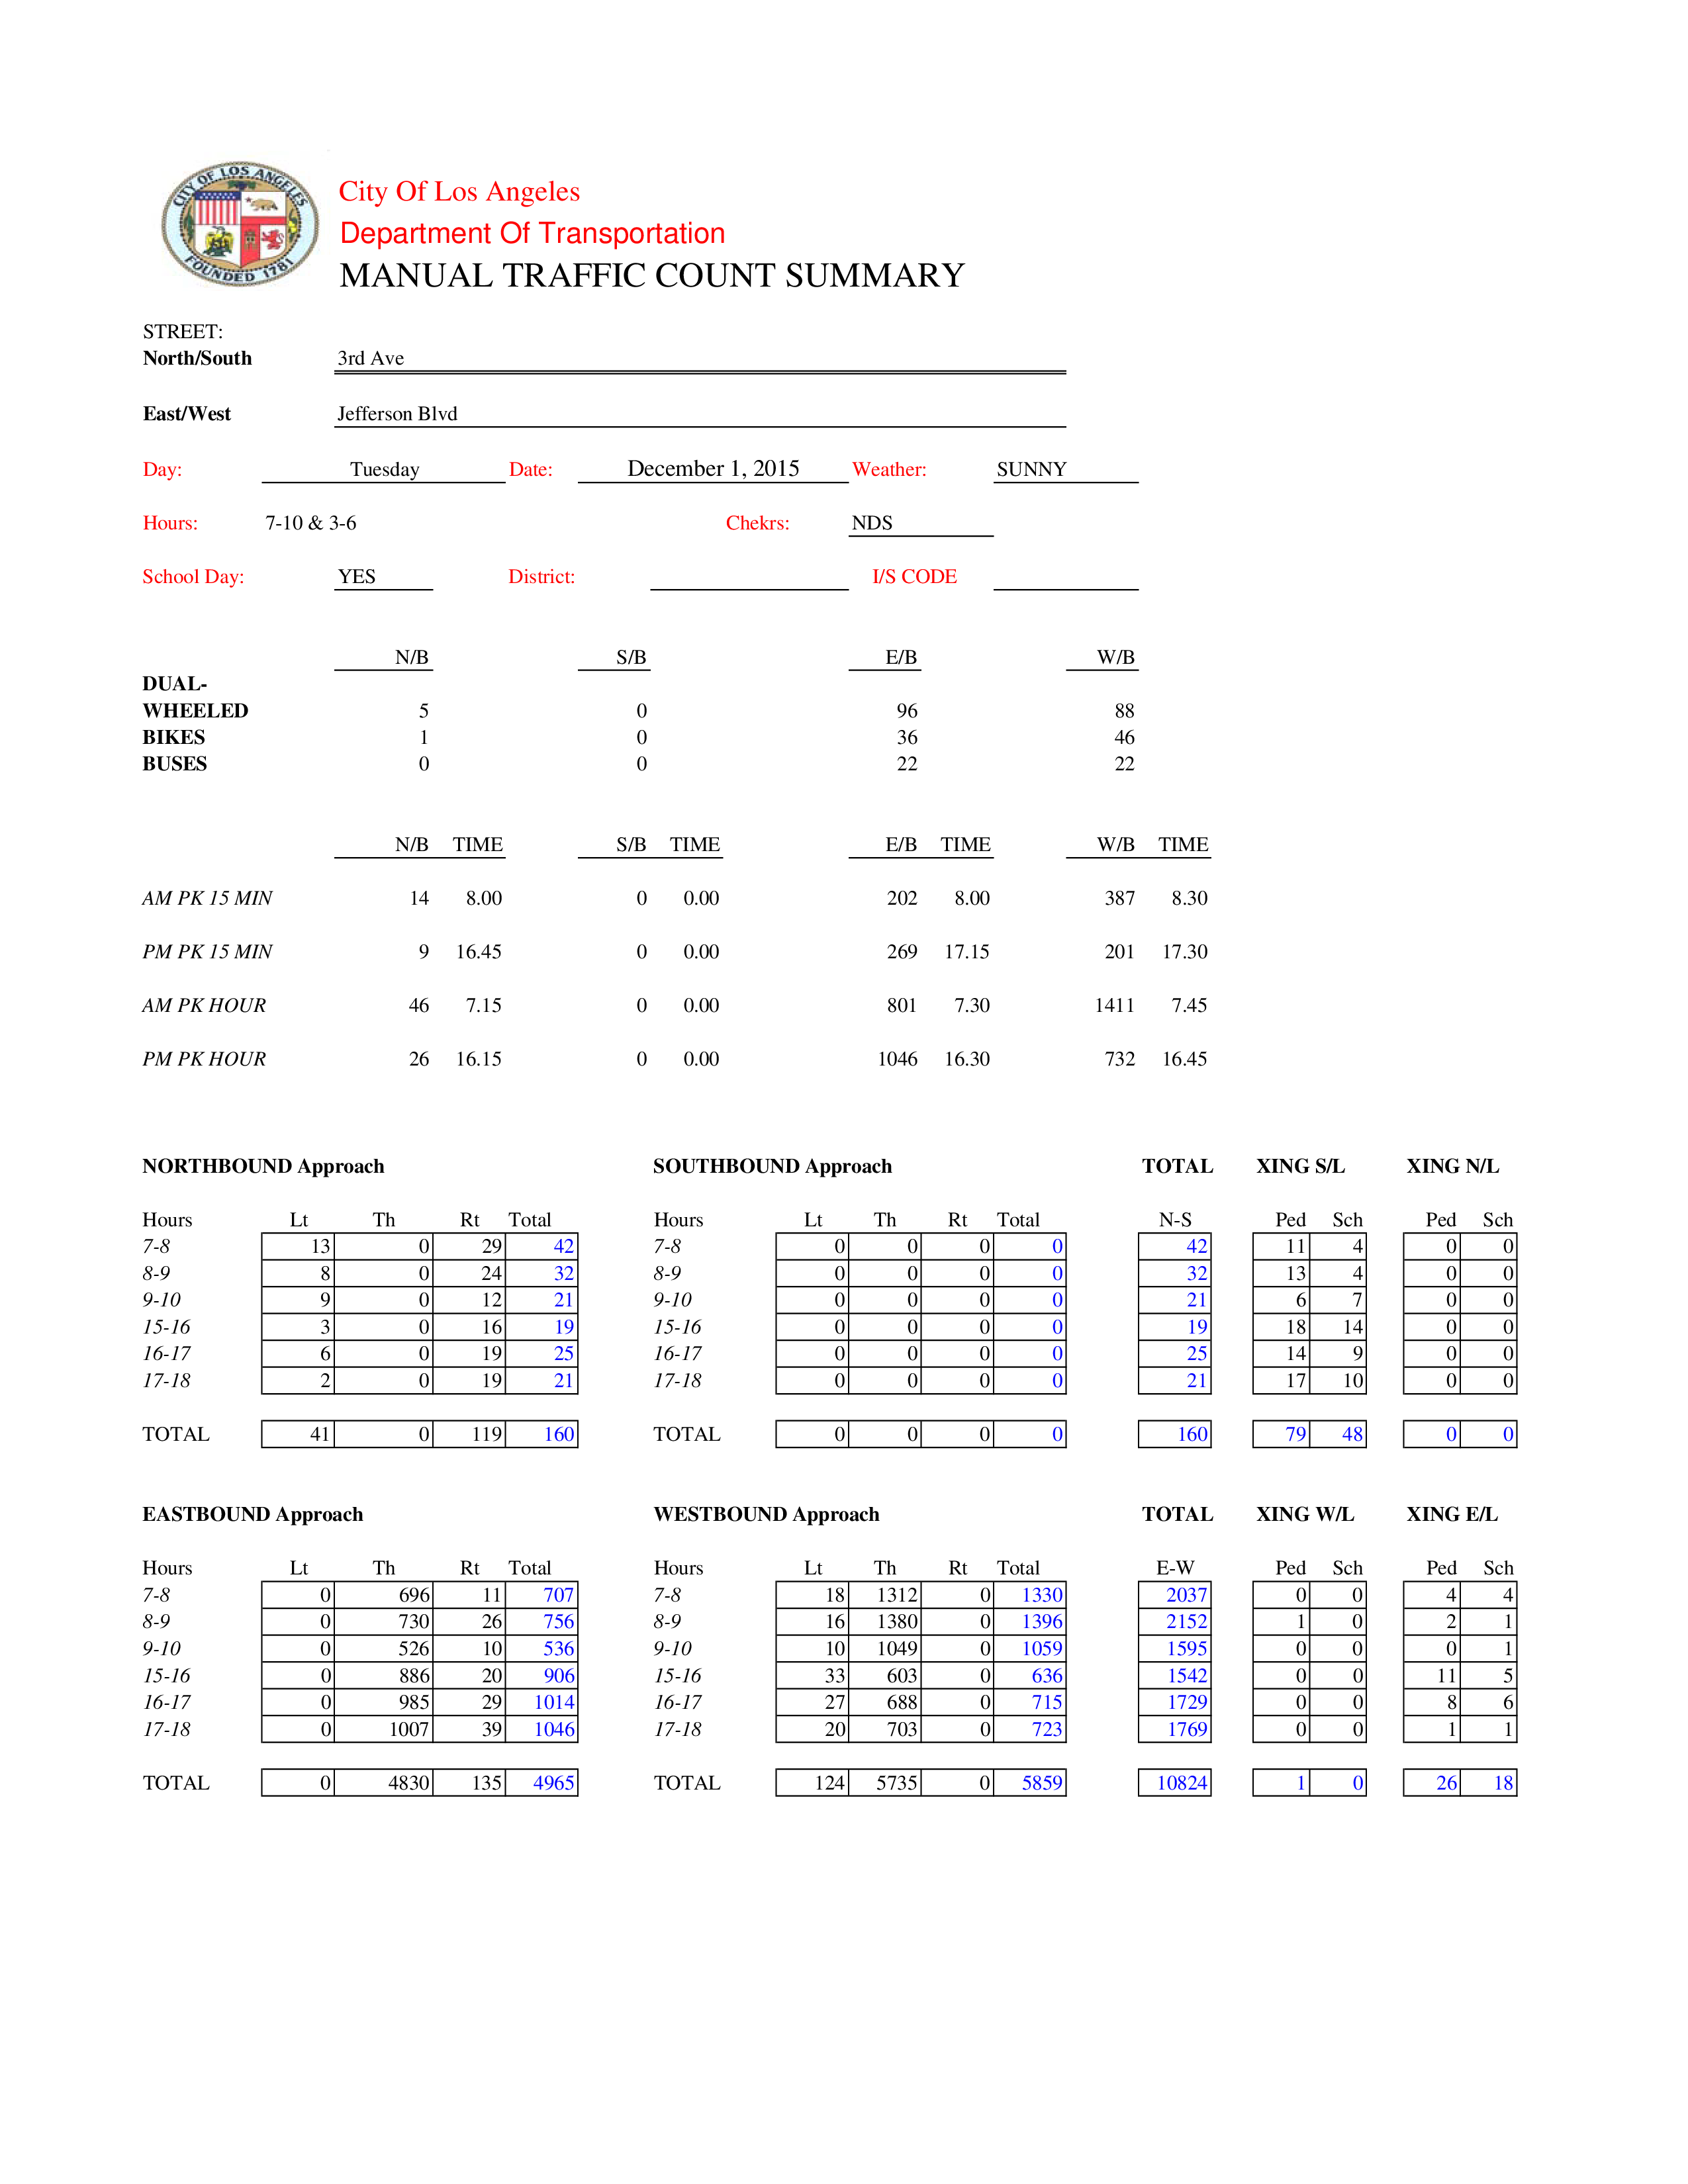 CITY OF LOS ANGELES
FOUNDED 1781
City Of Los Angeles
Department Of Transportation
MANUAL TRAFFIC COUNT SUMMARY
STREET:
North/South 3rd Ave
East/West Jefferson Blvd
Day: Tuesday Date: December 1, 2015 Weather: SUNNY
Hours: 7-10 & 3-6 Chekrs: NDS
School Day: YES District: I/S CODE
N/B S/B E/B W/B
DUAL-
WHEELED 5 0 96 88
BIKES 1 0 36 46
BUSES 0 0 22 22
N/B TIME S/B TIME E/B TIME W/B TIME
AM PK 15 MIN 14 8.00 0 0.00 202 8.00 387 8.30
PM PK 15 MIN 9 16.45 0 0.00 269 17.15 201 17.30
AM PK HOUR 46 7.15 0 0.00 801 7.30 1411 7.45
PM PK HOUR 26 16.15 0 0.00 1046 16.30 732 16.45
NORTHBOUND Approach SOUTHBOUND Approach TOTAL XING S/L XING N/L
Hours Lt Th Rt Total Hours Lt Th Rt Total N-S Ped Sch Ped Sch
7-8 13 0 29 42 7-8 0 0 0 0 42 11 4 0 0
8-9 8 0 24 32 8-9 0 0 0 0 32 13 4 0 0
9-10 9 0 12 21 9-10 0 0 0 0 21 6 7 0 0
15-16 3 0 16 19 15-16 0 0 0 0 19 18 14 0 0
16-17 6 0 19 25 16-17 0 0 0 0 25 14 9 0 0
17-18 2 0 19 21 17-18 0 0 0 0 21 17 10 0 0
TOTAL 41 0 119 160 TOTAL 0 0 0 0 160 79 48 0 0
EASTBOUND Approach WESTBOUND Approach TOTAL XING W/L XING E/L
Hours Lt Th Rt Total Hours Lt Th Rt Total E-W Ped Sch Ped Sch
7-8 0 696 11 707 7-8 18 1312 0 1330 2037 0 0 4 4
8-9 0 730 26 756 8-9 16 1380 0 1396 2152 1 0 2 1
9-10 0 526 10 536 9-10 10 1049 0 1059 1595 0 0 0 1
15-16 0 886 20 906 15-16 33 603 0 636 1542 0 0 11 5
16-17 0 985 29 1014 16-17 27 688 0 715 1729 0 0 8 6
17-18 0 1007 39 1046 17-18 20 703 0 723 1769 0 0 1 1
TOTAL 0 4830 135 4965 TOTAL 124 5735 0 5859 10824 1 0 26 18